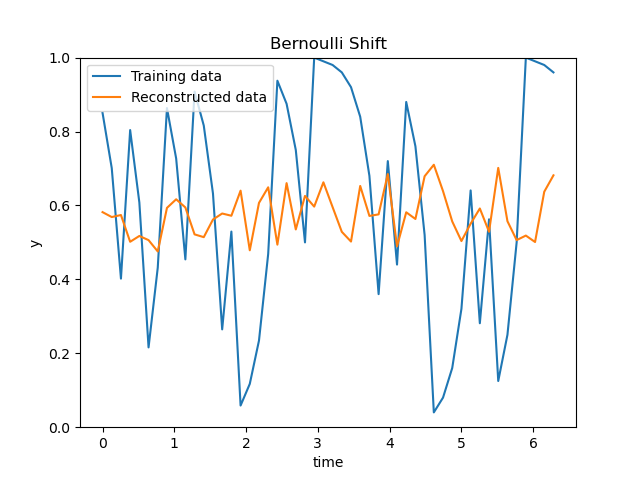 Bernoulli Shift
Training data
Reconstructed data
1.0
0.8
0.6
0.4
0.2
0.0
y
0 1 2 3 4 5 6
time